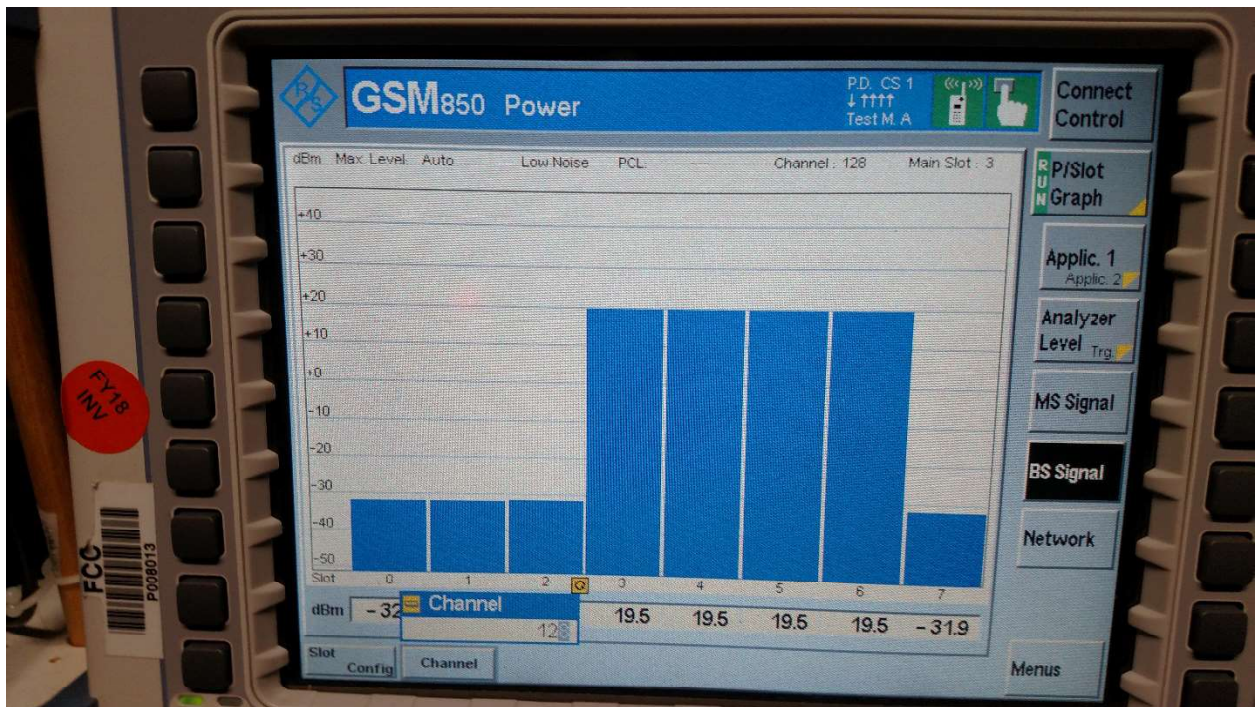 R&S
GSM850 Power
P.D. CS 1
↓ ↑↑↑↑
Test M. A
Connect
Control
dBm Max. Level: Auto Low Noise PCL: ---- Channel : 128 Main Slot : 3
RUN
P/Slot
Graph
+40
+30
+20
+10
+0
-10
-20
-30
-40
-50
Applic. 1
Applic. 2
Analyzer
Level Trg.
MS Signal
BS Signal
Network
Slot 0 1 2 3 4 5 6 7
dBm -32 19.5 19.5 19.5 19.5 -31.9
Channel
128
Slot
Config
Channel
Menus
FY18
INV
FCC
P008013